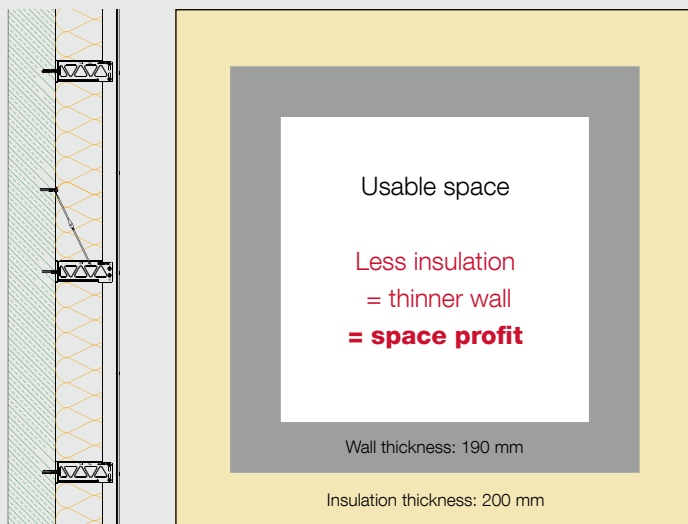 Usable space
Less insulation
= thinner wall
= space profit
Wall thickness: 190 mm
Insulation thickness: 200 mm